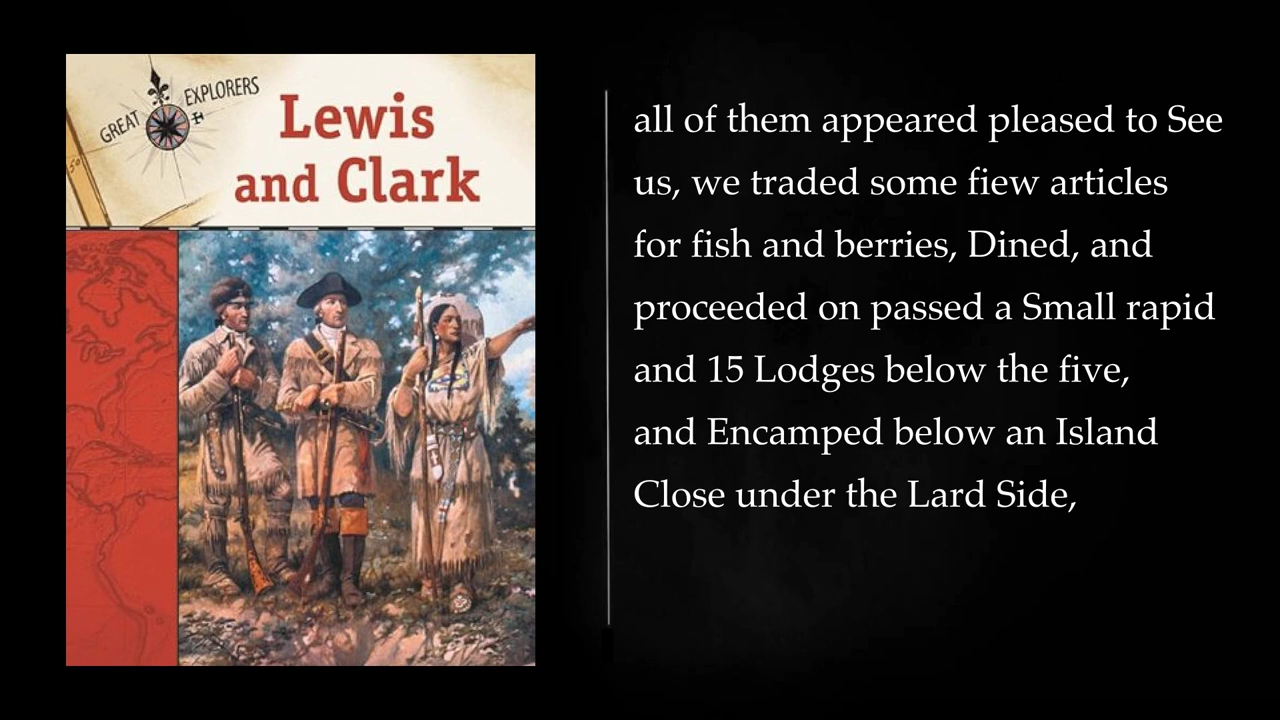 GREAT EXPLORERS
Lewis
and Clark
50
all of them appeared pleased to See
us, we traded some fiew articles
for fish and berries, Dined, and
proceeded on passed a Small rapid
and 15 Lodges below the five,
and Encamped below an Island
Close under the Lard Side,